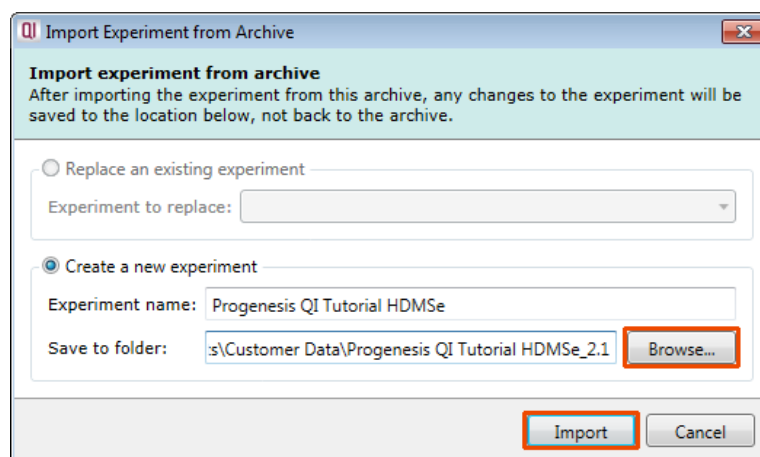 QI Import Experiment from Archive
Import experiment from archive
After importing the experiment from this archive, any changes to the experiment will be
saved to the location below, not back to the archive.
Replace an existing experiment
Experiment to replace:
Create a new experiment
Experiment name: Progenesis QI Tutorial HDMSe
Save to folder: :s\Customer Data\Progenesis QI Tutorial HDMSe_2.1 Browse...
Import Cancel